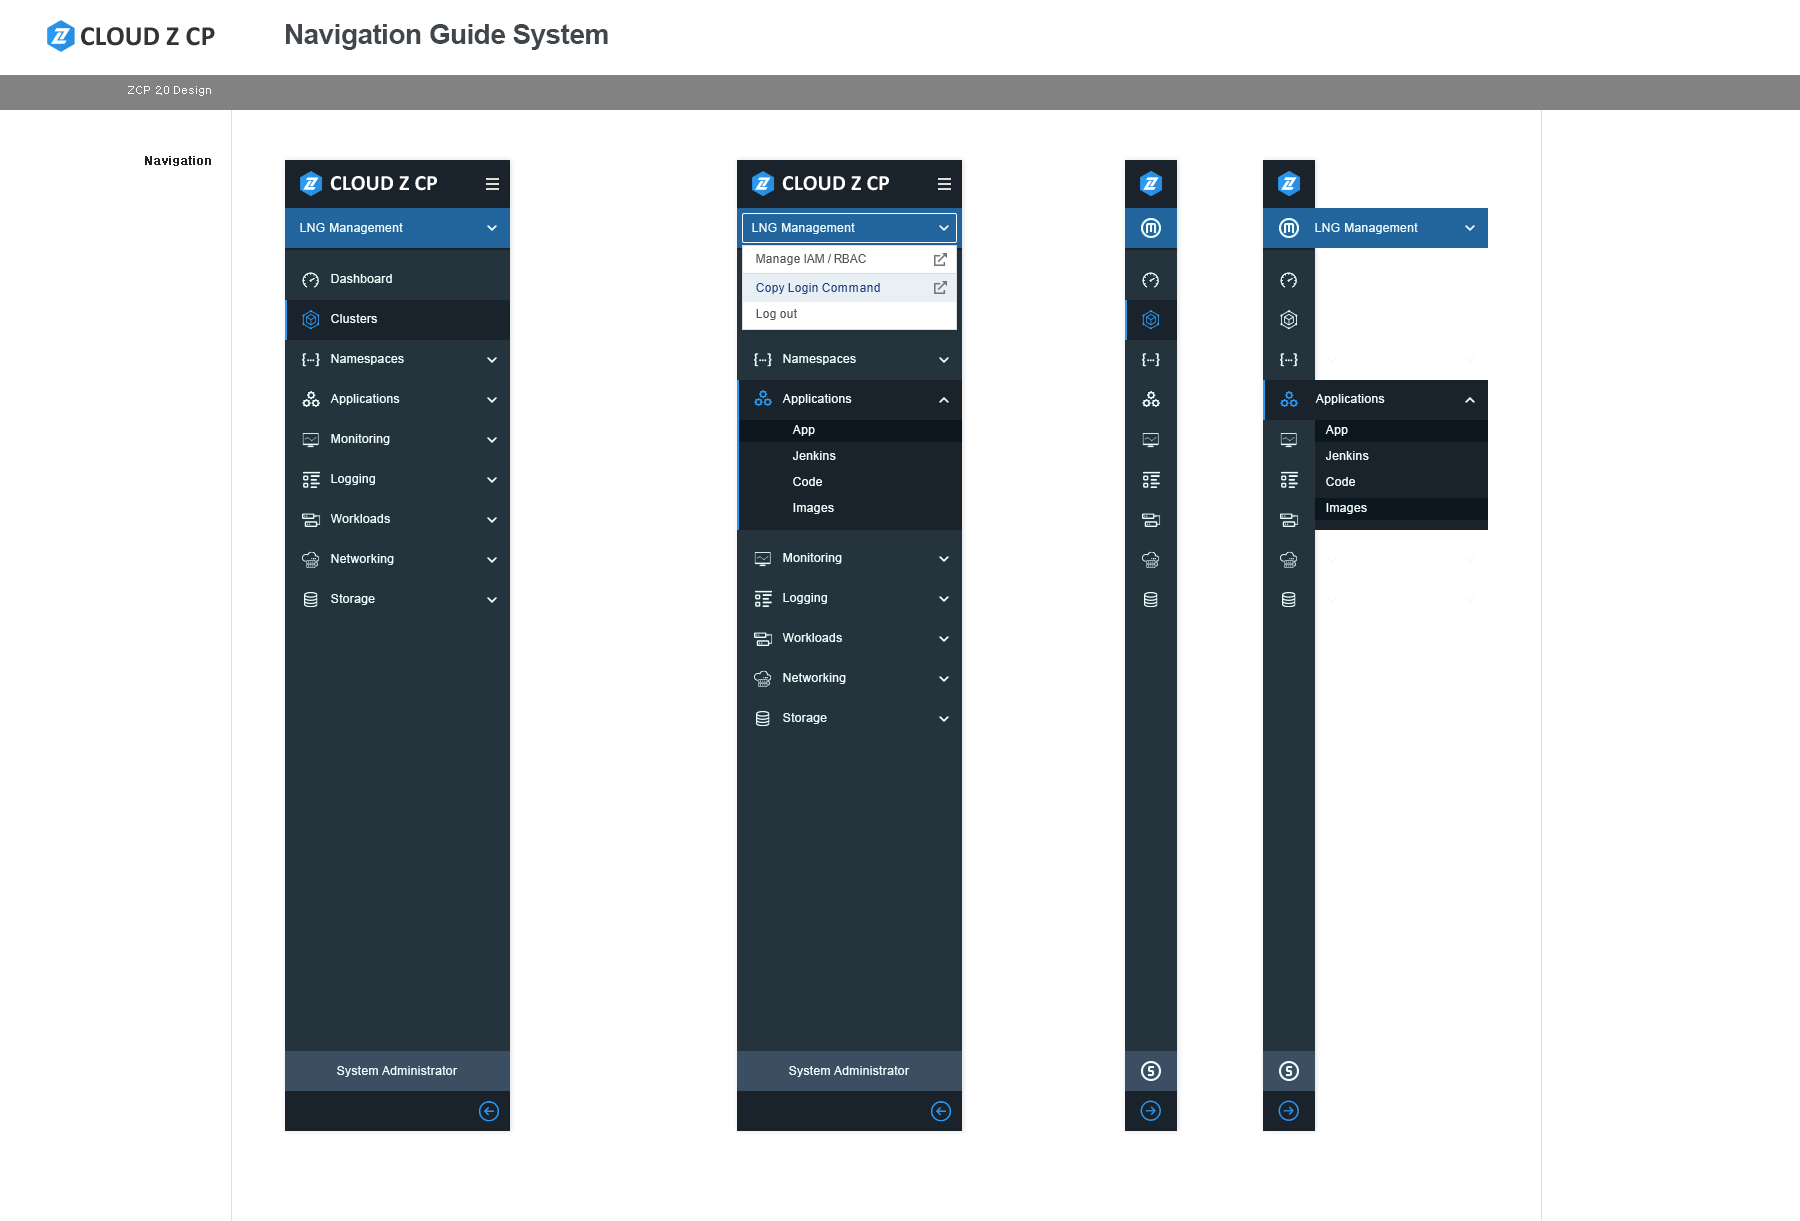 CLOUD Z CP
Navigation Guide System
ZCP 2.0 Design
Navigation
CLOUD Z CP
LNG Management
Dashboard
Clusters
Namespaces
Applications
Monitoring
Logging
Workloads
Networking
Storage
System Administrator
CLOUD Z CP
LNG Management
Manage IAM / RBAC
Copy Login Command
Log out
Namespaces
Applications
App
Jenkins
Code
Images
Monitoring
Logging
Workloads
Networking
Storage
System Administrator
m
S
m LNG Management
Applications
App
Jenkins
Code
Images
S